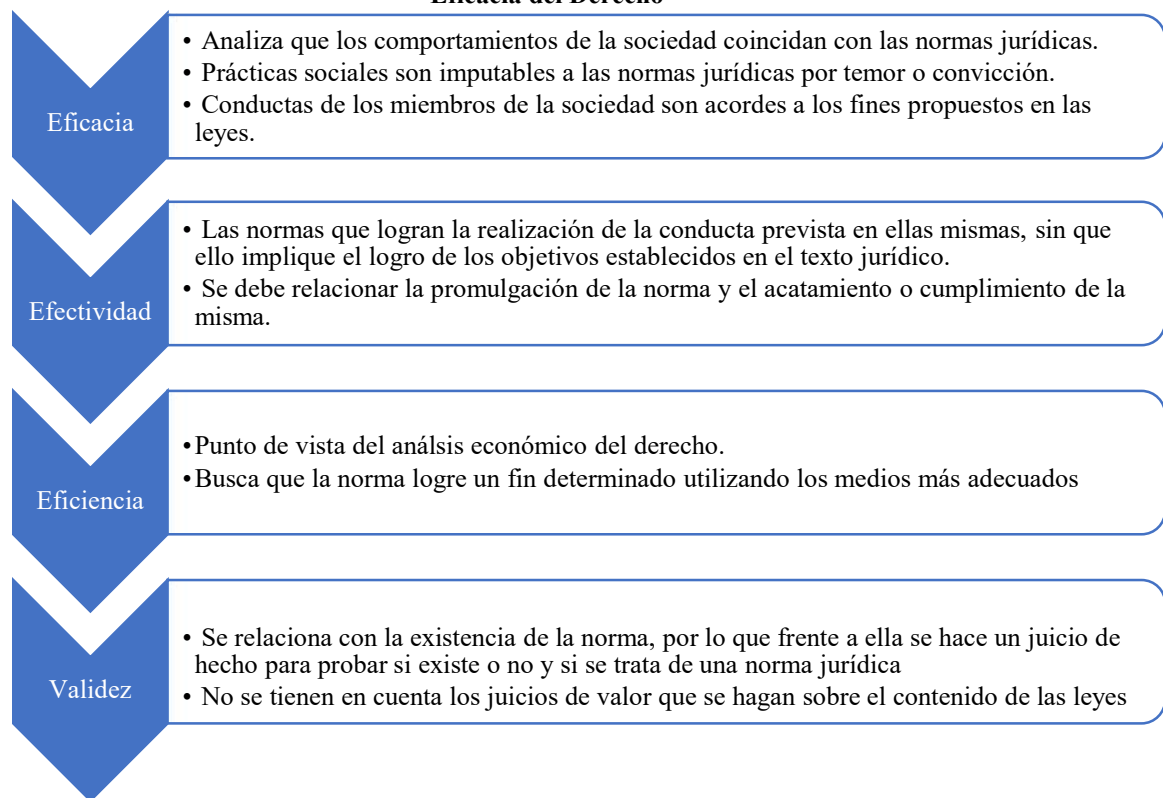 Eficacia del Derecho
• Analiza que los comportamientos de la sociedad coincidan con las normas jurídicas.
• Prácticas sociales son imputables a las normas jurídicas por temor o convicción.
• Conductas de los miembros de la sociedad son acordes a los fines propuestos en las
leyes.
Eficacia
• Las normas que logran la realización de la conducta prevista en ellas mismas, sin que
ello implique el logro de los objetivos establecidos en el texto jurídico.
• Se debe relacionar la promulgación de la norma y el acatamiento o cumplimiento de la
misma.
Efectividad
•Punto de vista del análsis económico del derecho.
•Busca que la norma logre un fin determinado utilizando los medios más adecuados
Eficiencia
• Se relaciona con la existencia de la norma, por lo que frente a ella se hace un juicio de
hecho para probar si existe o no y si se trata de una norma jurídica
• No se tienen en cuenta los juicios de valor que se hagan sobre el contenido de las leyes
Validez